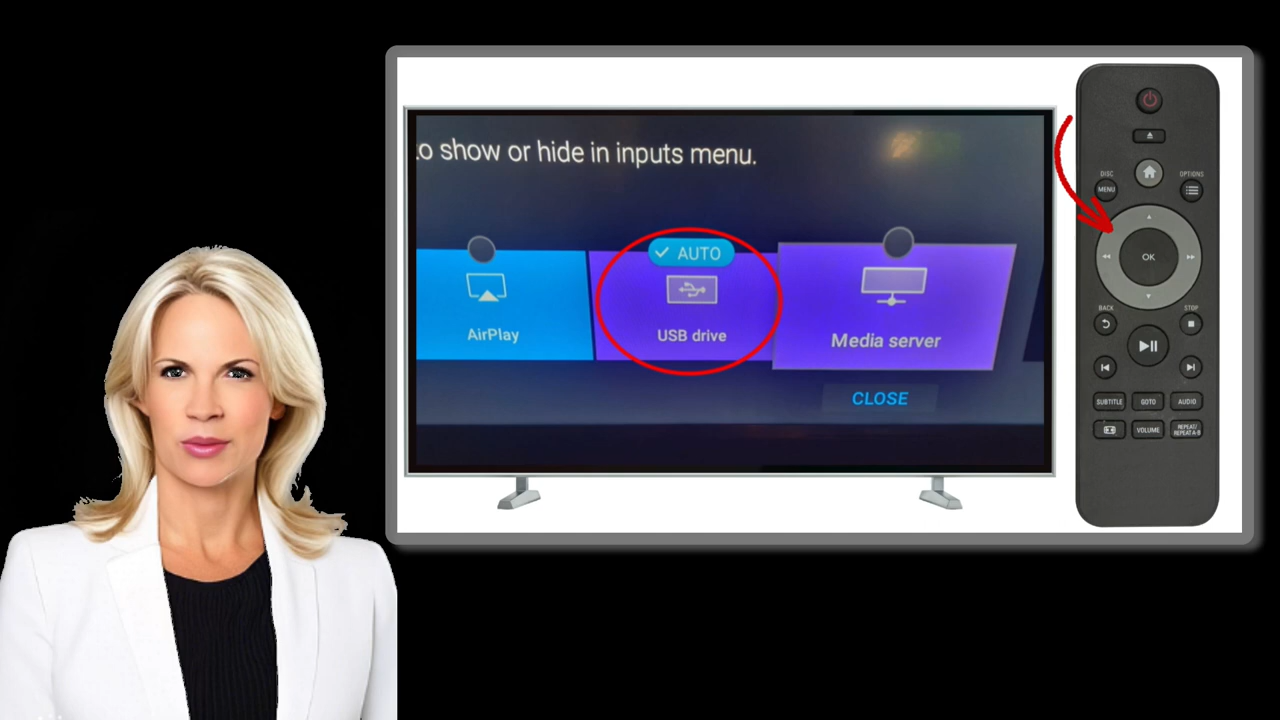 to show or hide in inputs menu.
AUTO
AirPlay
USB drive
Media server
CLOSE
DISC
MENU
OPTIONS
OK
BACK
STOP
SUBTITLE
GOTO
AUDIO
VOLUME
REPEAT/
REPEAT A-B